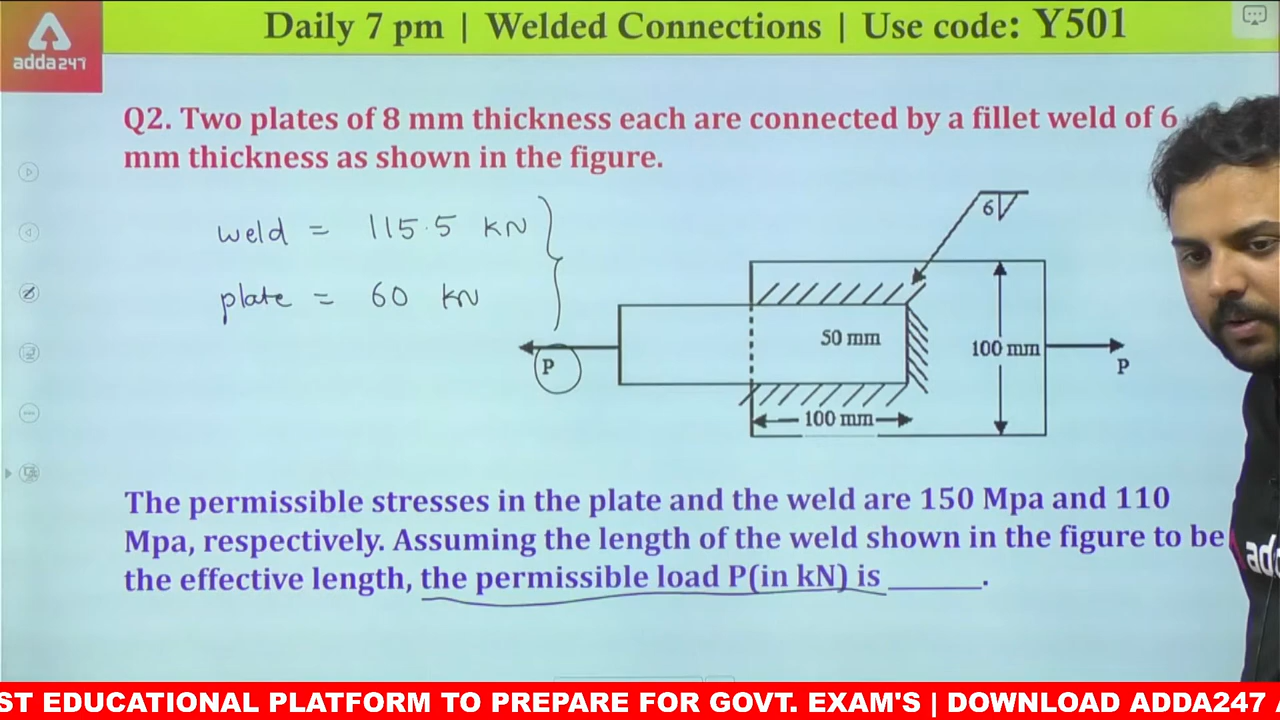 Daily 7 pm | Welded Connections | Use code: Y501
adda247
Q2. Two plates of 8 mm thickness each are connected by a fillet weld of 6
mm thickness as shown in the figure.
weld = 115.5 kN
plate = 60 kN
6
50 mm
100 mm
P
P
100 mm
The permissible stresses in the plate and the weld are 150 Mpa and 110
Mpa, respectively. Assuming the length of the weld shown in the figure to be
the effective length, the permissible load P(in kN) is ______.
ad
ST EDUCATIONAL PLATFORM TO PREPARE FOR GOVT. EXAM'S | DOWNLOAD ADDA247